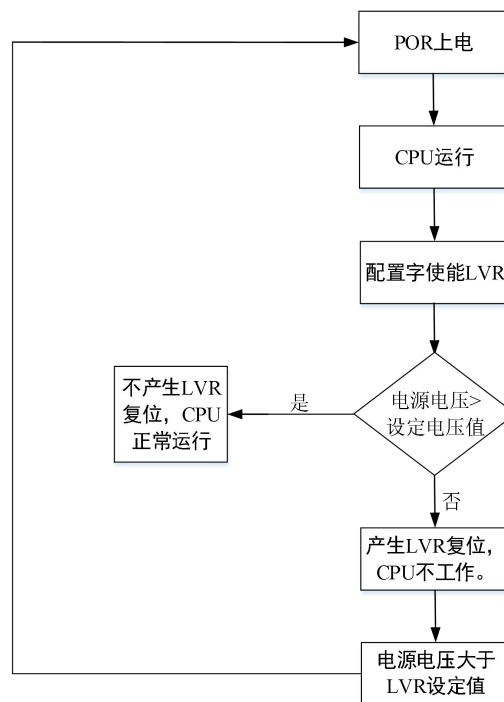 POR上电
CPU运行
配置字使能LVR
电源电压>
设定电压值
是
不产生LVR
复位，CPU
正常运行
否
产生LVR复位，
CPU不工作。
电源电压大于
LVR设定值